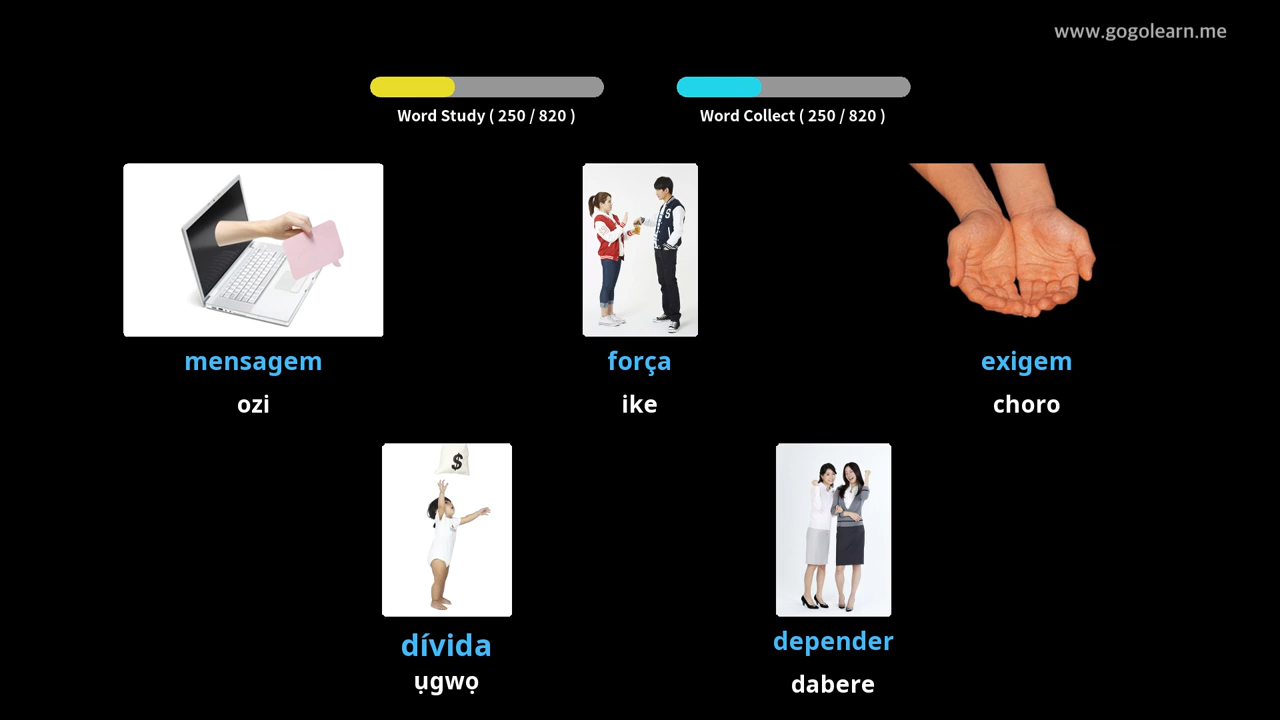 www.gogolearn.me
Word Study ( 250 / 820 )
Word Collect ( 250 / 820 )
mensagem
ozi
força
ike
exigem
choro
$
dívida
ụgwọ
depender
dabere